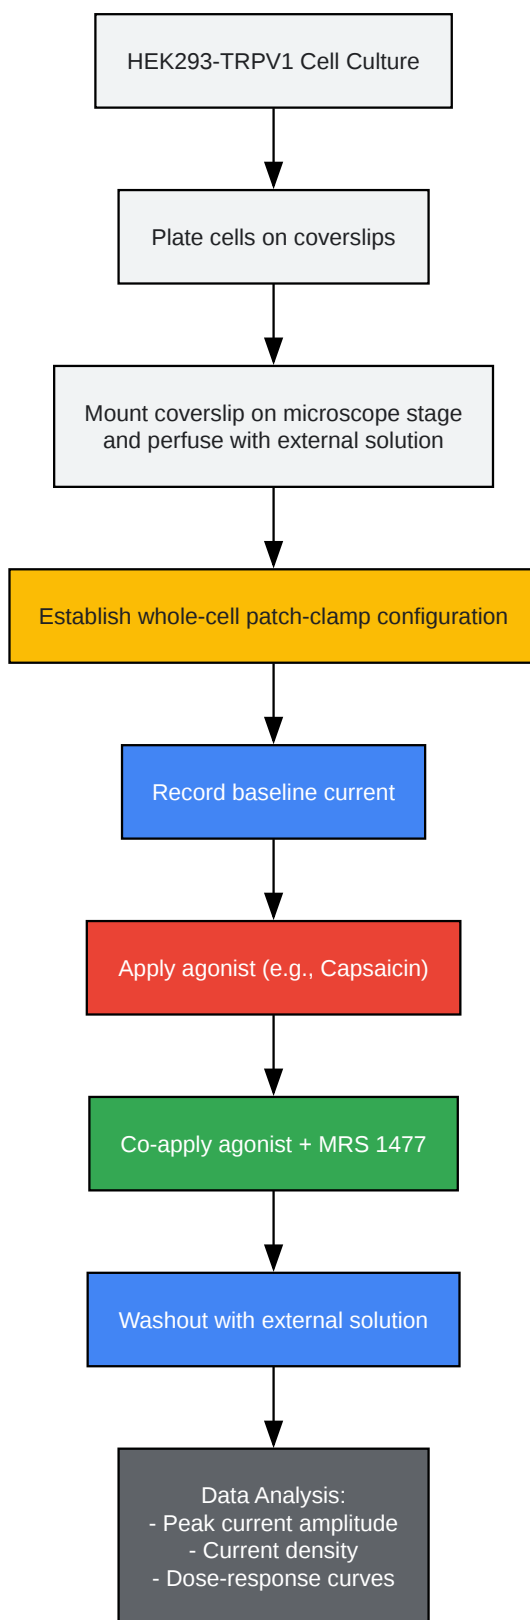 HEK293-TRPV1 Cell Culture
Plate cells on coverslips
Mount coverslip on microscope stage
and perfuse with external solution
Establish whole-cell patch-clamp configuration
Record baseline current
Apply agonist (e.g., Capsaicin)
Co-apply agonist + MRS 1477
Washout with external solution
Data Analysis:
- Peak current amplitude
- Current density
- Dose-response curves